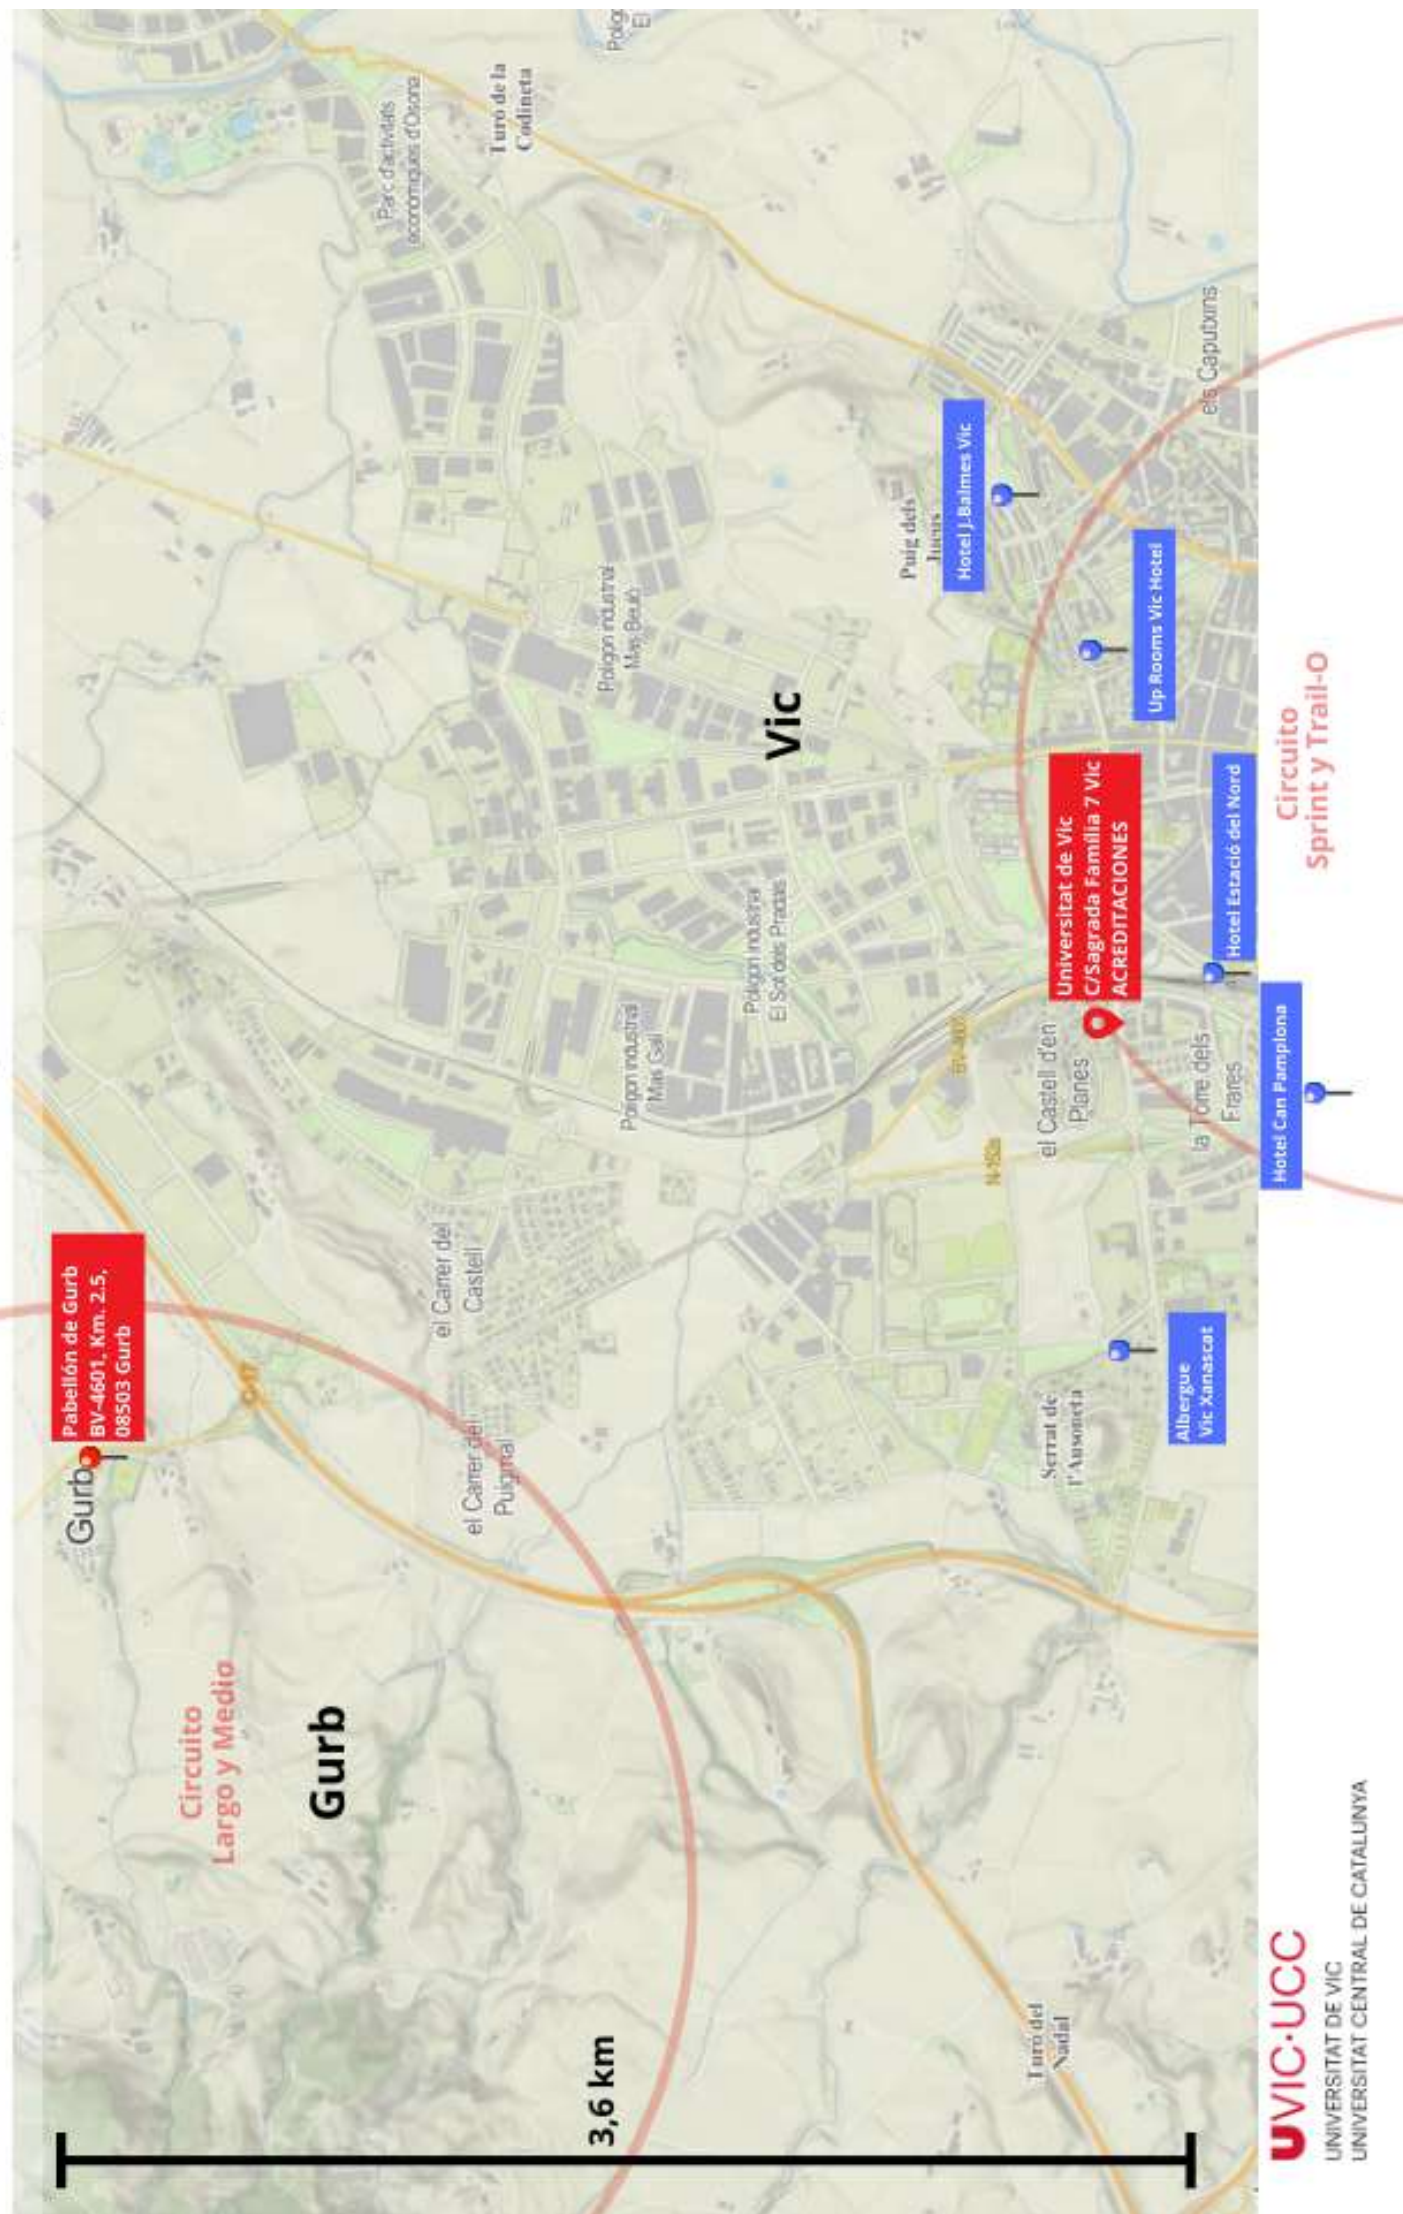 Gurb
Pabellón de Gurb
BV-4601, Km. 2.5,
08503 Gurb
C-17
Circuito
Largo y Medio
Gurb
3,6 km
el Carrer del
Castell
el Carrer del
Puigmal
Parc d'activitats
econòmiques d'Osona
Turó de la
Codineta
Polígon industrial
Mas Beuló
Polígon industrial
Mas Galí
Polígon industrial
El Sot dels Pradals
Vic
Puig dels
Jueus
Hotel J.Balmes Vic
Up Rooms Vic Hotel
els Caputxins
Universitat de Vic
C/Sagrada Família 7 Vic
ACREDITACIONES
Hotel Estació del Nord
Hotel Can Pamplona
el Castell d'en
Planes
la Torre dels
Frares
N-152a
Serrat de
l'Ausoneta
Albergue
Vic Xanascat
Turó del
Nadal
Circuito
Sprint y Trail-O
UVIC·UCC
UNIVERSITAT DE VIC
UNIVERSITAT CENTRAL DE CATALUNYA